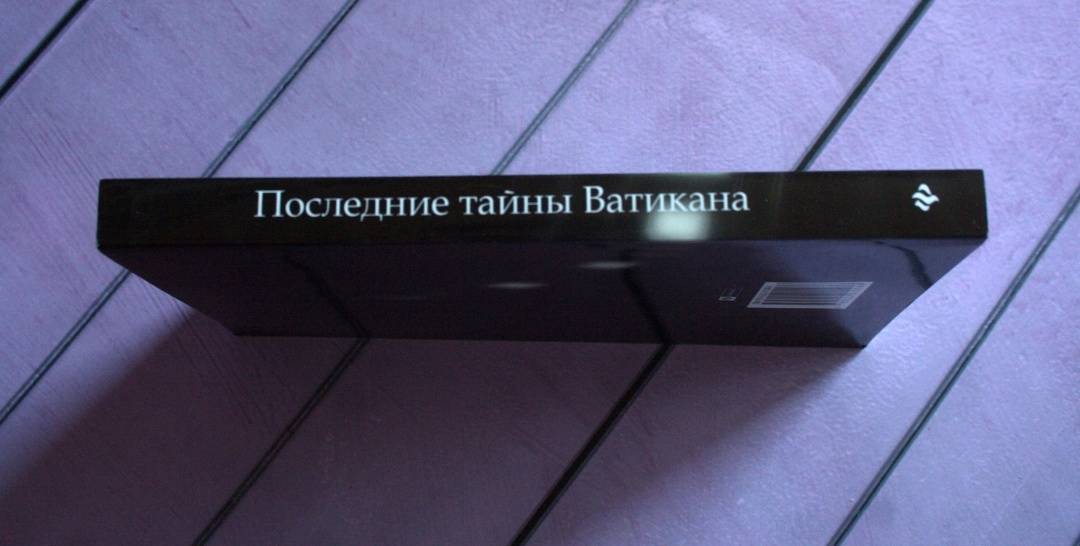 Последние тайны Ватикана